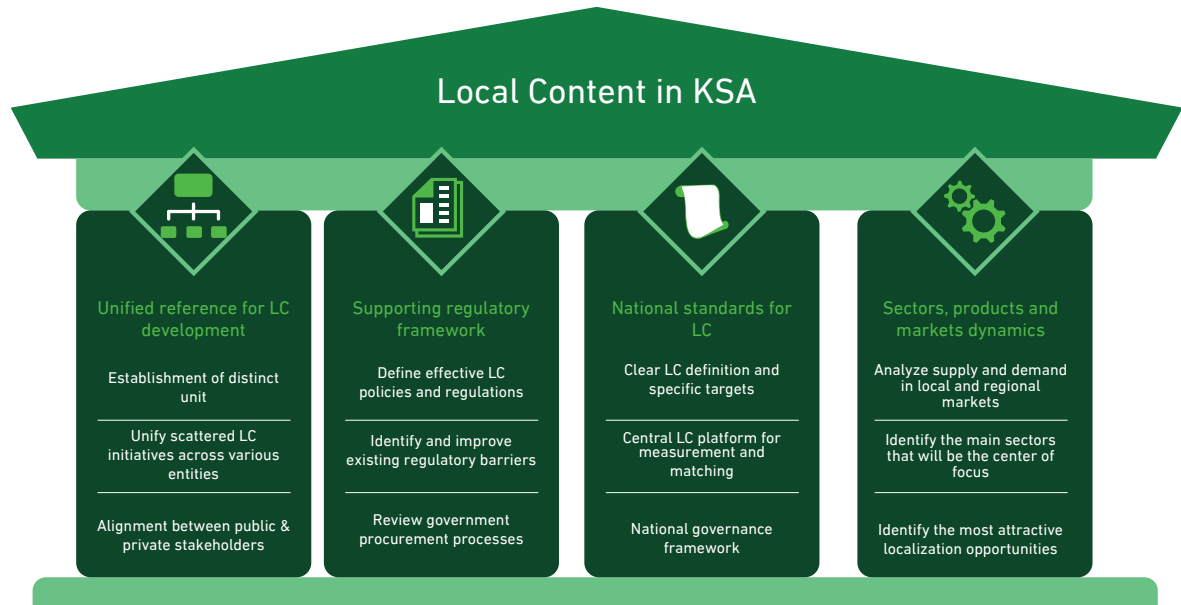 Local Content in KSA
Unified reference for LC
development
Establishment of distinct
unit
Unify scattered LC
initiatives across various
entities
Alignment between public &
private stakeholders
Supporting regulatory
framework
Define effective LC
policies and regulations
Identify and improve
existing regulatory barriers
Review government
procurement processes
National standards for
LC
Clear LC definition and
specific targets
Central LC platform for
measurement and
matching
National governance
framework
Sectors, products and
markets dynamics
Analyze supply and demand
in local and regional
markets
Identify the main sectors
that will be the center of
focus
Identify the most attractive
localization opportunities